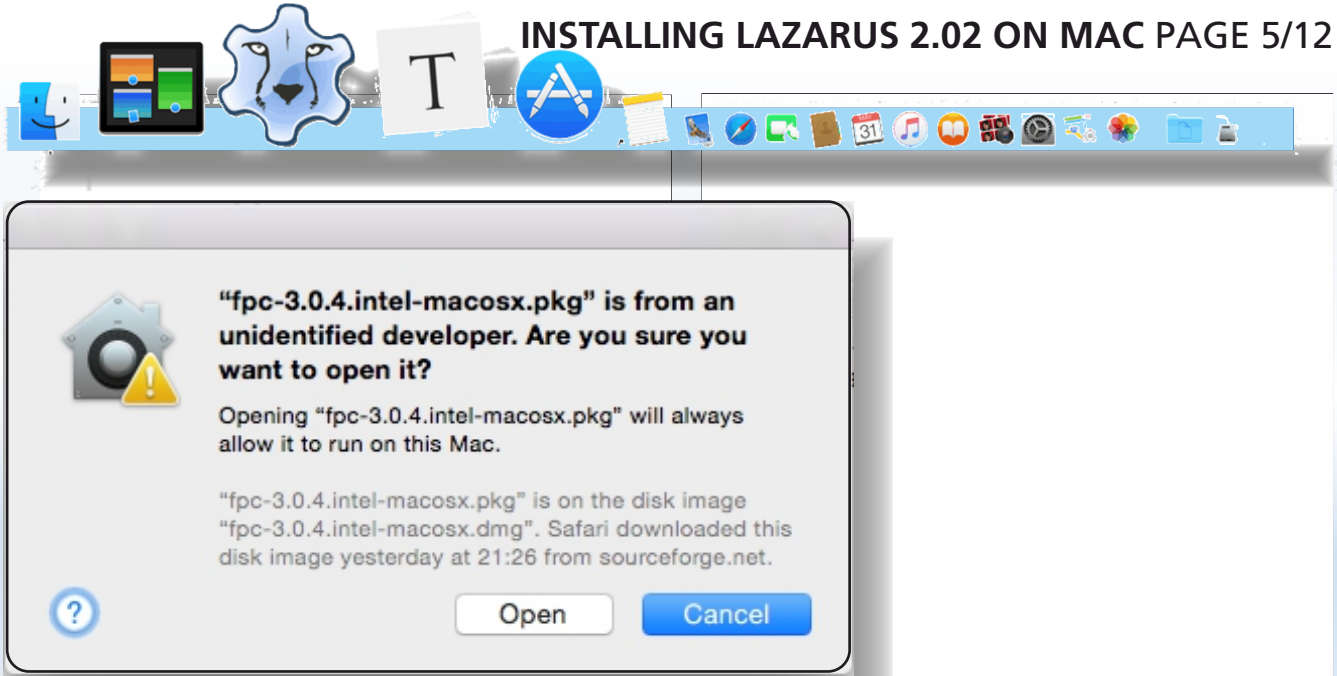 INSTALLING LAZARUS 2.02 ON MAC PAGE 5/12
T
31
“fpc-3.0.4.intel-macosx.pkg” is from an
unidentified developer. Are you sure you
want to open it?
Opening “fpc-3.0.4.intel-macosx.pkg” will always
allow it to run on this Mac.
“fpc-3.0.4.intel-macosx.pkg” is on the disk image
“fpc-3.0.4.intel-macosx.dmg”. Safari downloaded this
disk image yesterday at 21:26 from sourceforge.net.
?
Open
Cancel